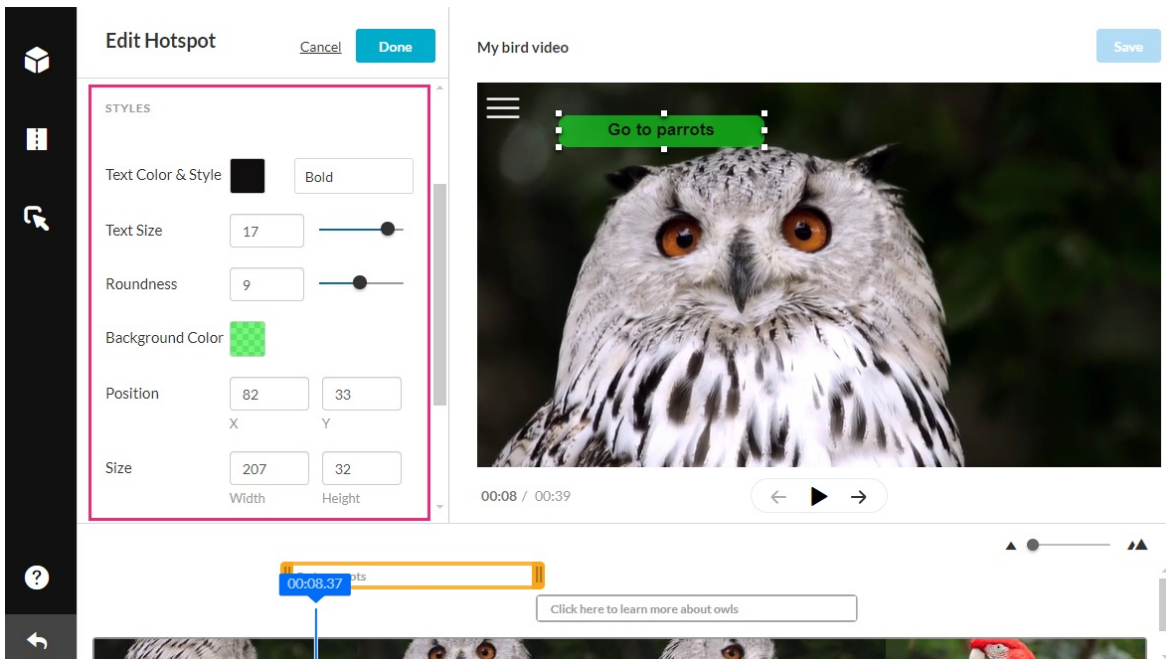 Edit Hotspot
Cancel
Done
STYLES
Text Color & Style
Bold
Text Size
17
Roundness
9
Background Color
Position
82
33
X
Y
Size
207
32
Width
Height
My bird video
Save
Go to parrots
00:08 / 00:39
00:08.37
Click here to learn more about owls
?